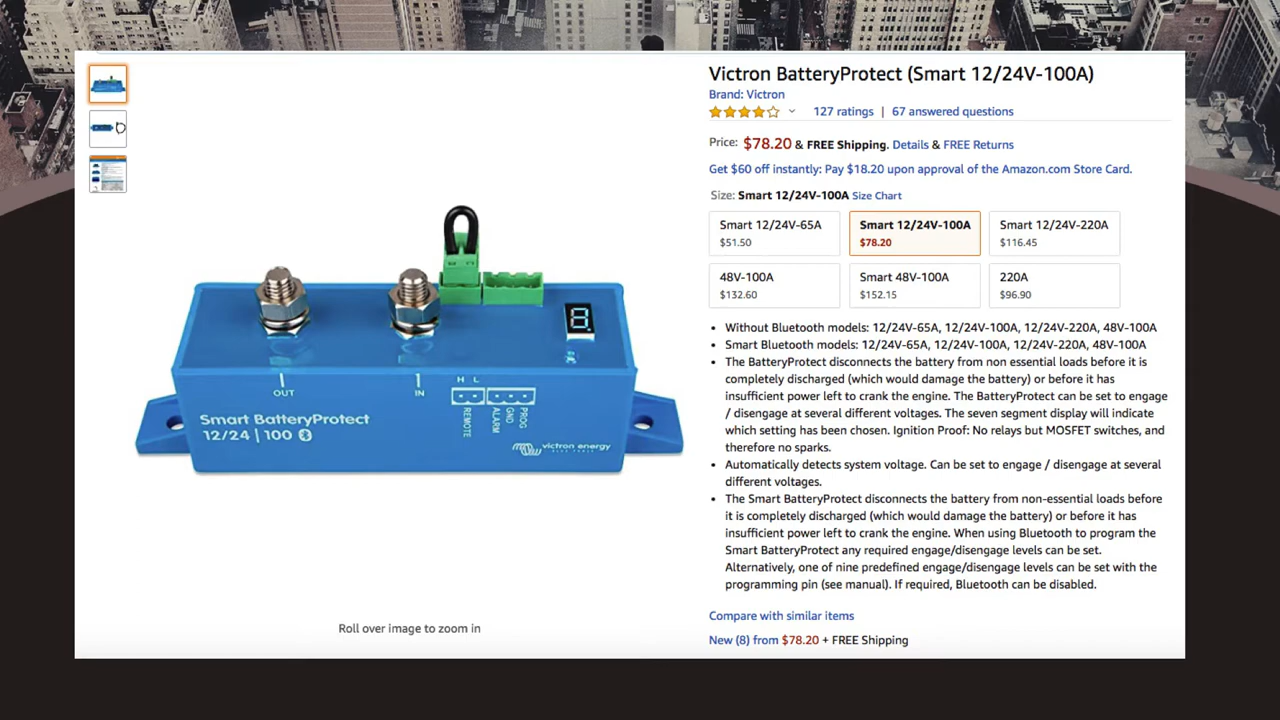 Victron BatteryProtect (Smart 12/24V-100A)
Brand: Victron
127 ratings | 67 answered questions
Price: $78.20 & FREE Shipping. Details & FREE Returns
Get $60 off instantly: Pay $18.20 upon approval of the Amazon.com Store Card.
Size: Smart 12/24V-100A Size Chart
Smart 12/24V-65A
$51.50
Smart 12/24V-100A
$78.20
Smart 12/24V-220A
$116.45
48V-100A
$132.60
Smart 48V-100A
$152.15
220A
$96.90
• Without Bluetooth models: 12/24V-65A, 12/24V-100A, 12/24V-220A, 48V-100A
• Smart Bluetooth models: 12/24V-65A, 12/24V-100A, 12/24V-220A, 48V-100A
• The BatteryProtect disconnects the battery from non essential loads before it is
completely discharged (which would damage the battery) or before it has
insufficient power left to crank the engine. The BatteryProtect can be set to engage
/ disengage at several different voltages. The seven segment display will indicate
which setting has been chosen. Ignition Proof: No relays but MOSFET switches, and
therefore no sparks.
• Automatically detects system voltage. Can be set to engage / disengage at several
different voltages.
• The Smart BatteryProtect disconnects the battery from non-essential loads before
it is completely discharged (which would damage the battery) or before it has
insufficient power left to crank the engine. When using Bluetooth to program the
Smart BatteryProtect any required engage/disengage levels can be set.
Alternatively, one of nine predefined engage/disengage levels can be set with the
programming pin (see manual). If required, Bluetooth can be disabled.
Compare with similar items
New (8) from $78.20 + FREE Shipping
OUT
IN
H L
REMOTE
ALARM
GND
PROG
Smart BatteryProtect
12/24 | 100
victron energy
BLUE POWER
Roll over image to zoom in